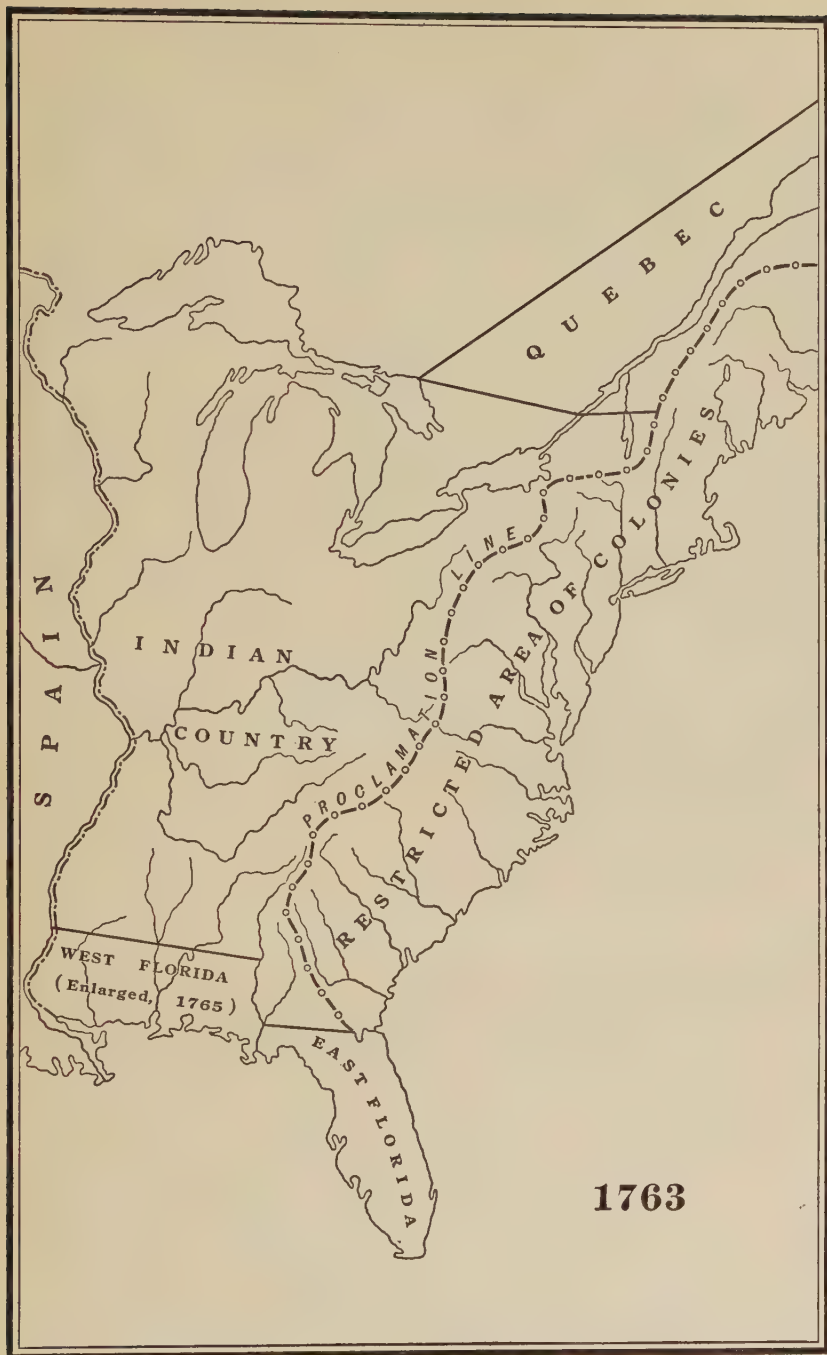 QUEBEC
SPAIN
INDIAN
COUNTRY
PROCLAMATION LINE
RESTRICTED AREA OF COLONIES
WEST FLORIDA
(Enlarged, 1765)
EAST FLORIDA
1763